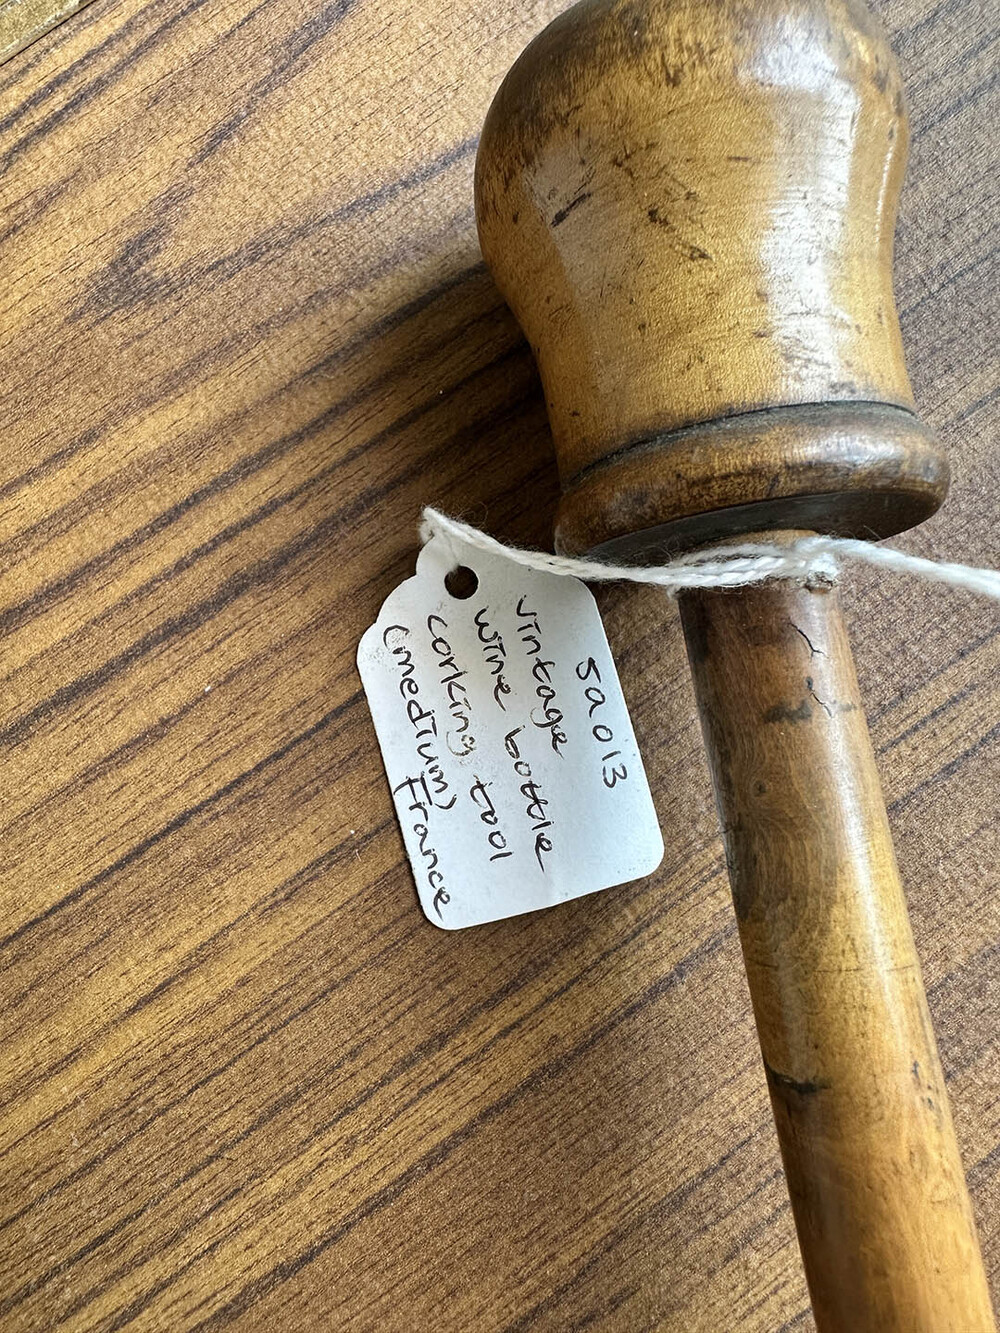 SA013
vintage
wine bottle
corking tool
(medium)
France